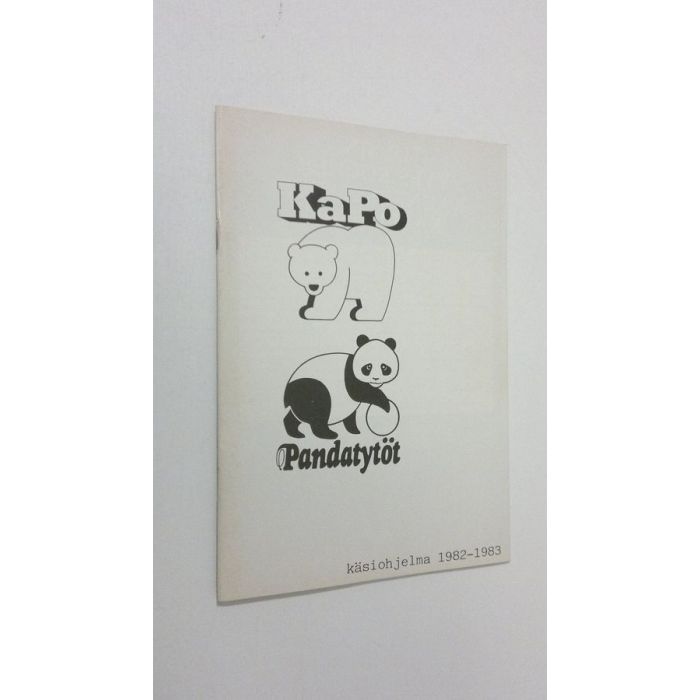 KaPo
Pandatytöt
käsiohjelma 1982-1983